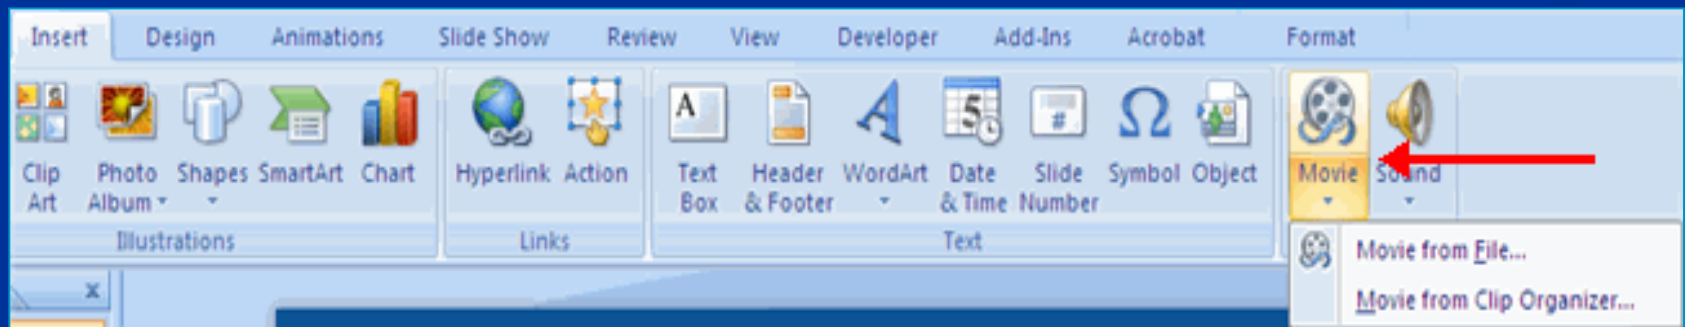 Insert Design Animations Slide Show Review View Developer Add-Ins Acrobat Format
A 5 # Ω
Clip Photo Shapes SmartArt Chart Hyperlink Action Text Header WordArt Date Slide Symbol Object Movie Sound
Art Album Box & Footer & Time Number
Illustrations Links Text
Movie from File...
x
Movie from Clip Organizer...